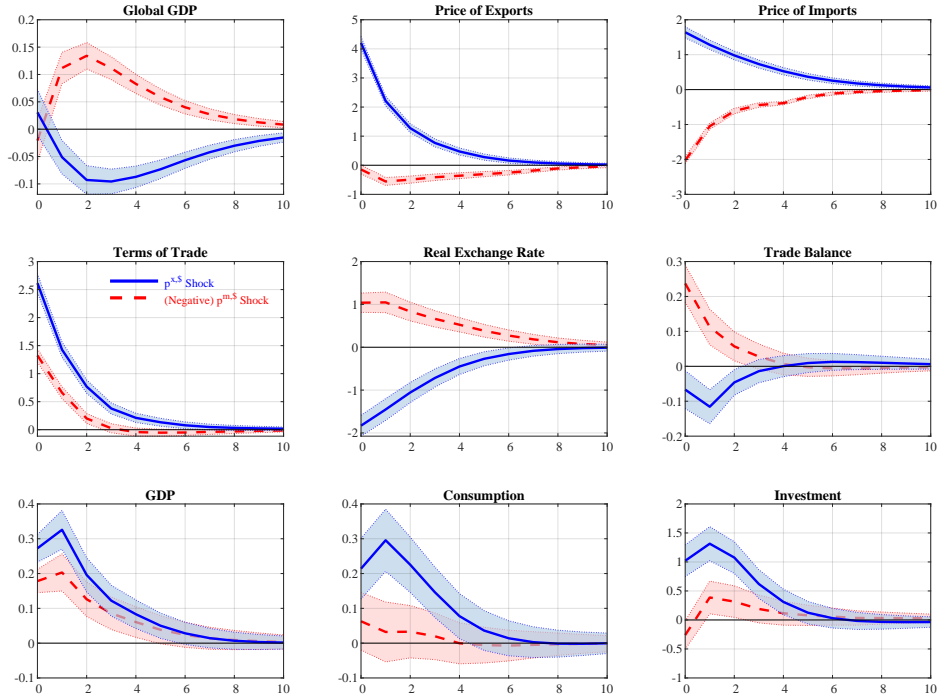 Global GDP
0.2
0.15
0.1
0.05
0
-0.05
-0.1
0 2 4 6 8 10
Price of Exports
5
4
3
2
1
0
-1
0 2 4 6 8 10
Price of Imports
2
1
0
-1
-2
-3
0 2 4 6 8 10
Terms of Trade
3
2.5
2
1.5
1
0.5
0
0 2 4 6 8 10
p^x,$ Shock
(Negative) p^m,$ Shock
Real Exchange Rate
2
1
0
-1
-2
0 2 4 6 8 10
Trade Balance
0.3
0.2
0.1
0
-0.1
-0.2
0 2 4 6 8 10
GDP
0.4
0.3
0.2
0.1
0
-0.1
0 2 4 6 8 10
Consumption
0.4
0.3
0.2
0.1
0
-0.1
0 2 4 6 8 10
Investment
2
1.5
1
0.5
0
-0.5
-1
0 2 4 6 8 10